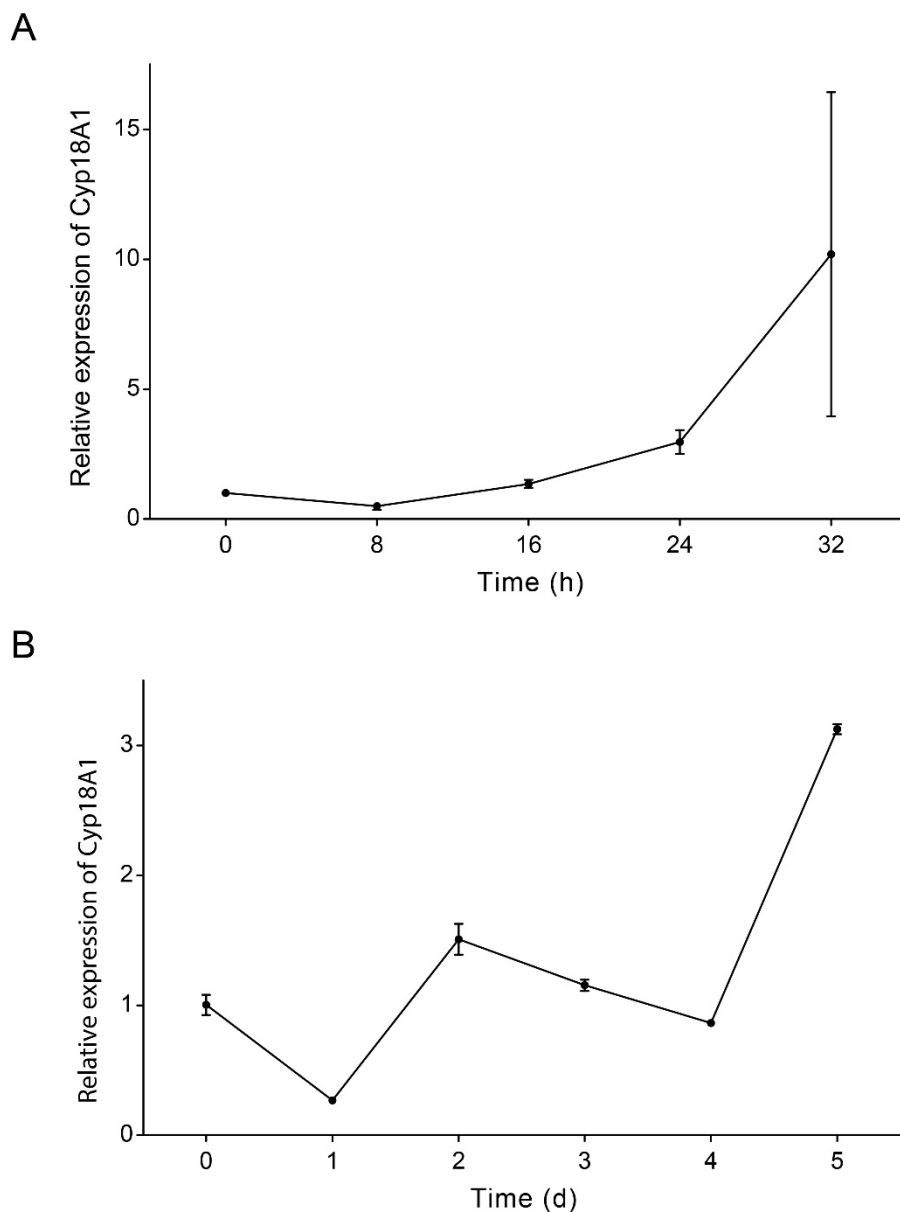 A
Relative expression of Cyp18A1
15
10
5
0
0 8 16 24 32
Time (h)
B
Relative expression of Cyp18A1
3
2
1
0
0 1 2 3 4 5
Time (d)